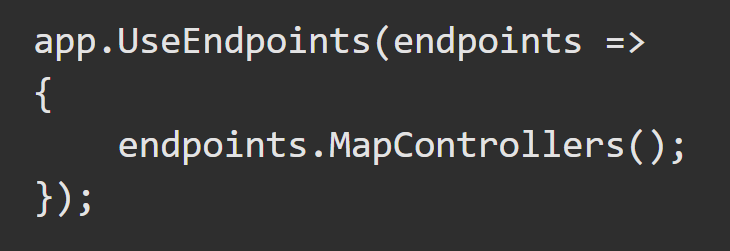 app.UseEndpoints(endpoints =>
{
    endpoints.MapControllers();
});